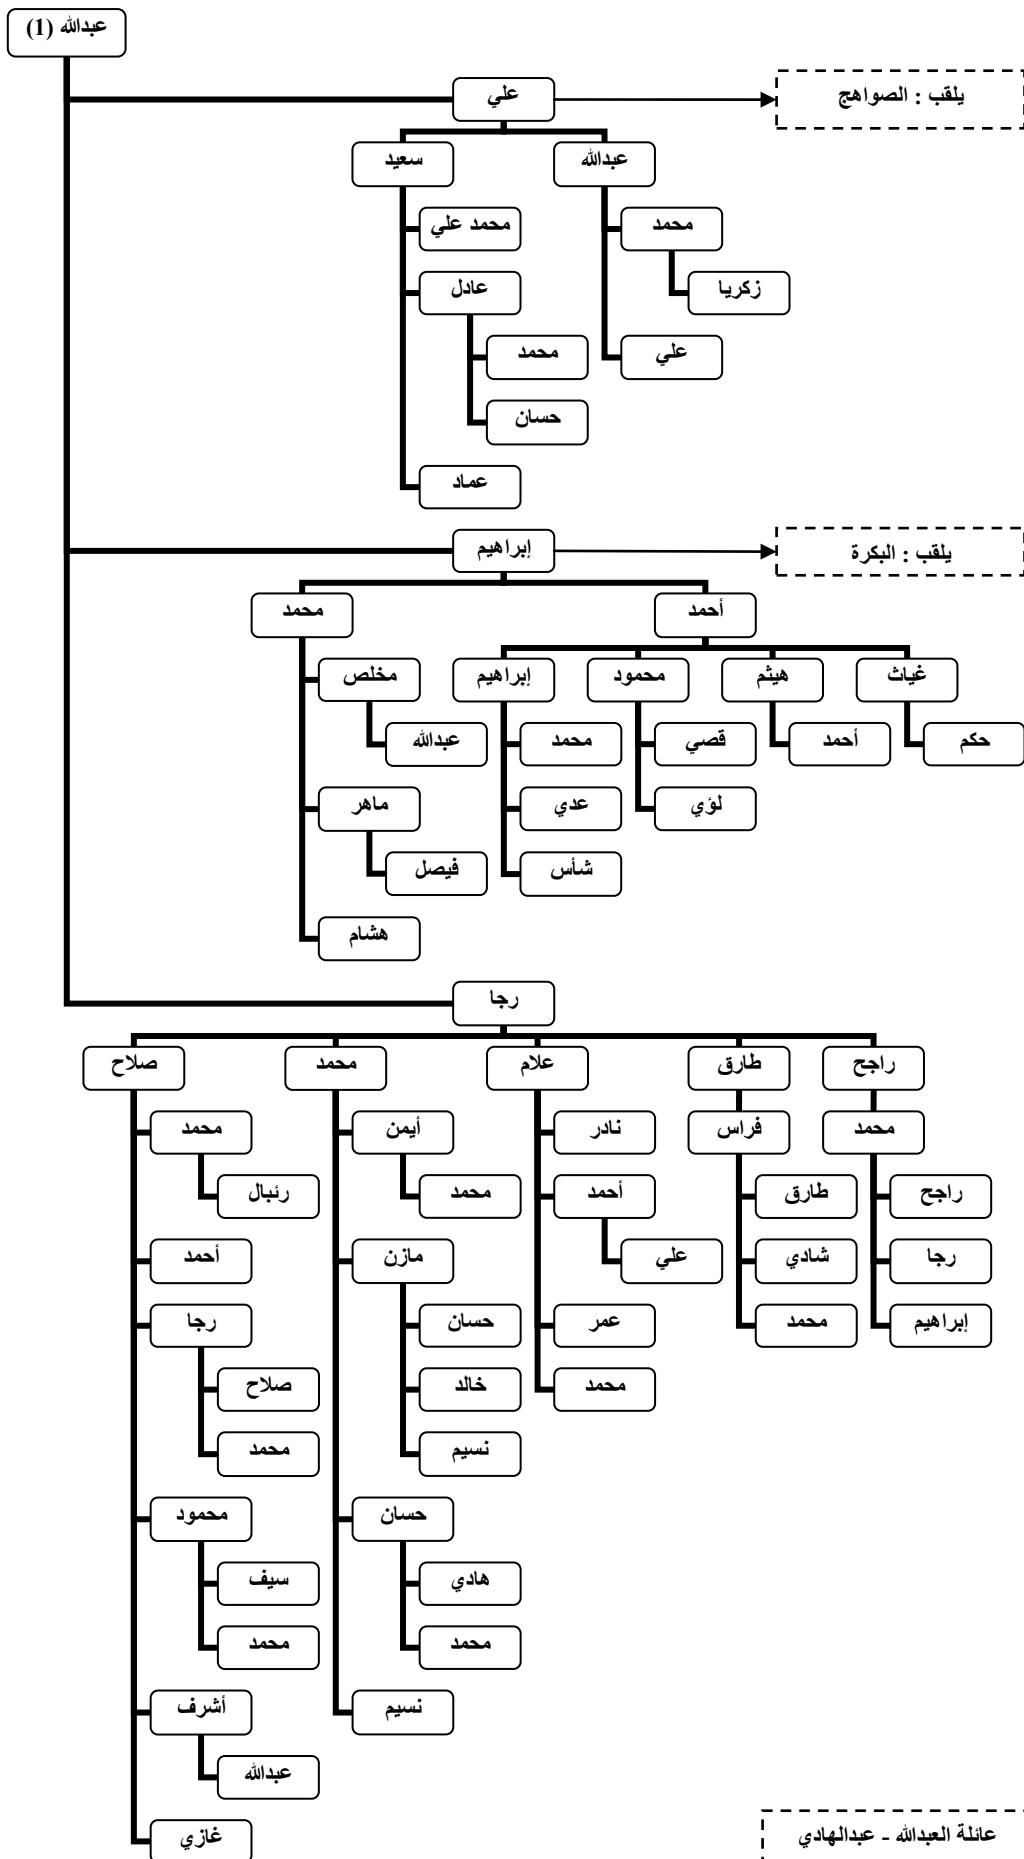 عبدالله (1)
علي
يلقب : الصواهج
سعيد
عبدالله
محمد علي
محمد
عادل
زكريا
محمد
علي
حسان
عماد
إبراهيم
يلقب : البكرة
محمد
أحمد
مخلص
إبراهيم
محمود
هيثم
غياث
عبدالله
محمد
قصي
أحمد
حكم
ماهر
عدي
لؤي
فيصل
شأس
هشام
رجا
صلاح
محمد
علام
طارق
راجح
محمد
أيمن
نادر
فراس
محمد
رئبال
محمد
أحمد
طارق
راجح
أحمد
مازن
علي
شادي
رجا
رجا
حسان
عمر
محمد
إبراهيم
صلاح
خالد
محمد
محمد
نسيم
محمود
حسان
سيف
هادي
محمد
محمد
أشرف
نسيم
عبدالله
غازي
عائلة العبدالله - عبدالهادي